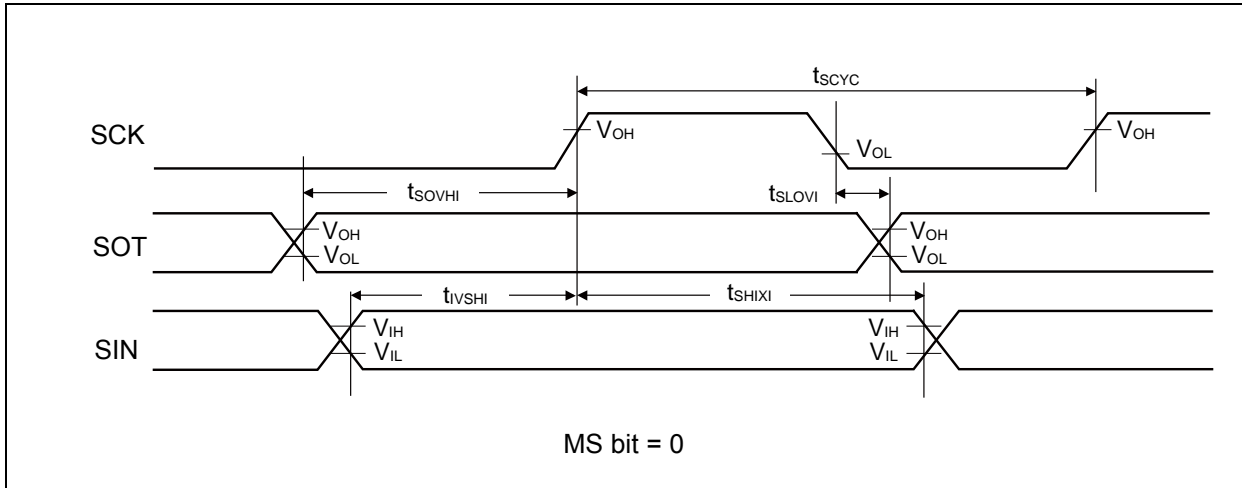 tSCYC
SCK
VOH
VOL
VOH
tSOVHI
tSLOVI
SOT
VOH
VOL
VOH
VOL
tIVSHI
tSHIXI
SIN
VIH
VIL
VIH
VIL
MS bit = 0